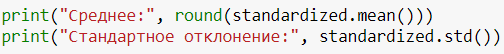 print("Среднее:", round(standardized.mean()))
print("Стандартное отклонение:", standardized.std())